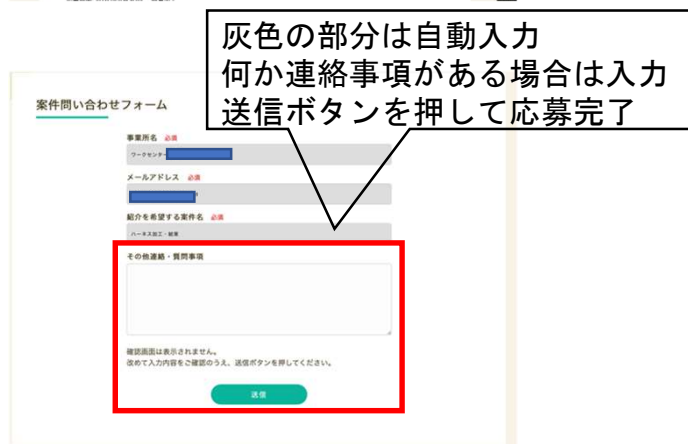 灰色の部分は自動入力
何か連絡事項がある場合は入力
送信ボタンを押して応募完了
案件問い合わせフォーム
事業所名 必須
ワークセンター
メールアドレス 必須
紹介を希望する案件名 必須
ハーネス加工・結束
その他連絡・質問事項
確認画面は表示されません。
改めて入力内容をご確認のうえ、送信ボタンを押してください。
送信